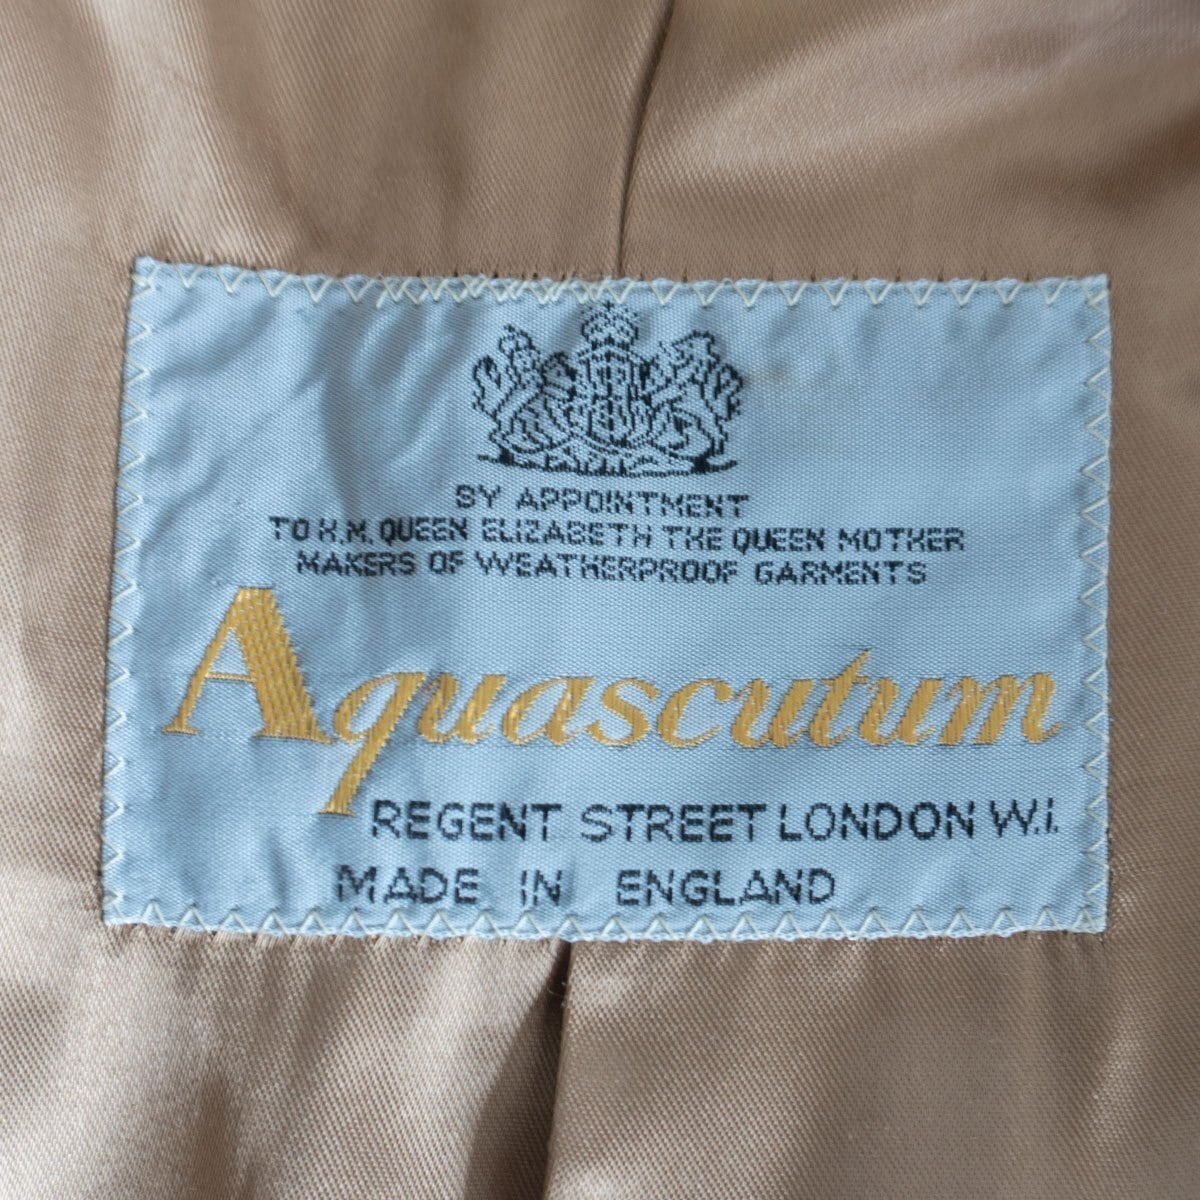 BY APPOINTMENT
TO H.M. QUEEN ELIZABETH THE QUEEN MOTHER
MAKERS OF WEATHERPROOF GARMENTS
Aquascutum
REGENT STREET LONDON W.I.
MADE IN ENGLAND